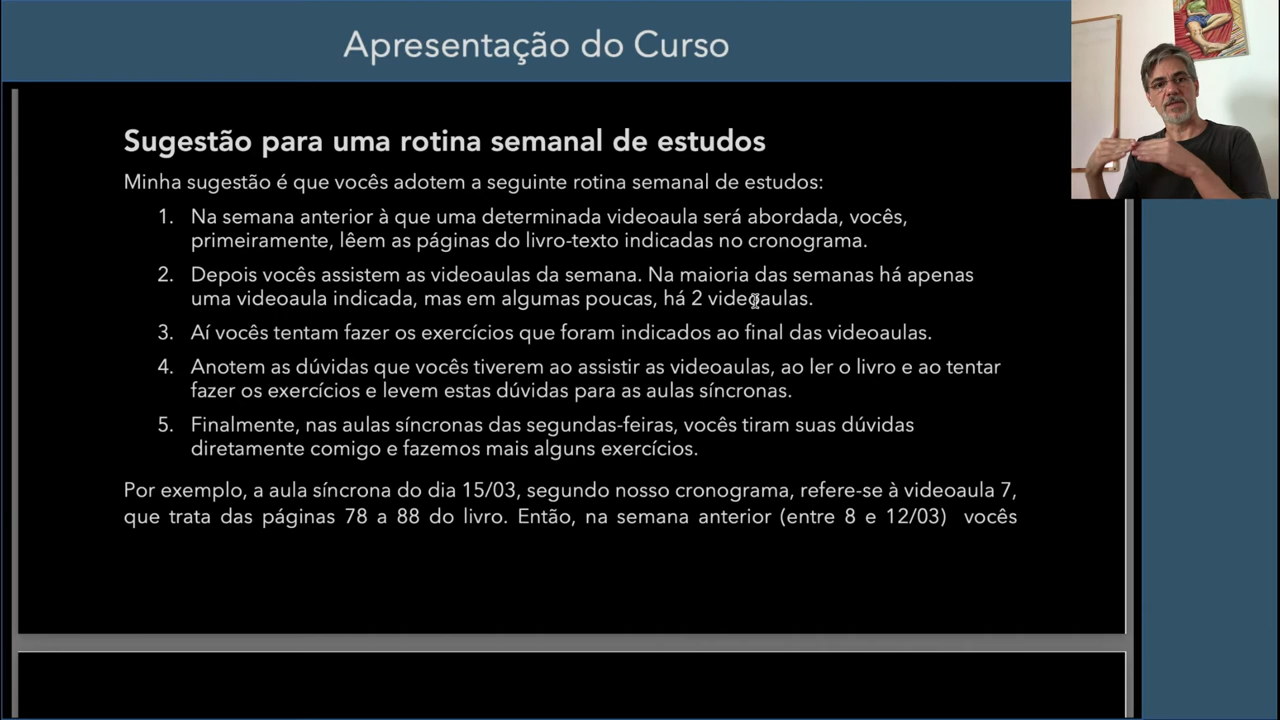 Apresentação do Curso
Sugestão para uma rotina semanal de estudos
Minha sugestão é que vocês adotem a seguinte rotina semanal de estudos:
1. Na semana anterior à que uma determinada videoaula será abordada, vocês,
primeiramente, lêem as páginas do livro-texto indicadas no cronograma.
2. Depois vocês assistem as videoaulas da semana. Na maioria das semanas há apenas
uma videoaula indicada, mas em algumas poucas, há 2 videoaulas.
3. Aí vocês tentam fazer os exercícios que foram indicados ao final das videoaulas.
4. Anotem as dúvidas que vocês tiverem ao assistir as videoaulas, ao ler o livro e ao tentar
fazer os exercícios e levem estas dúvidas para as aulas síncronas.
5. Finalmente, nas aulas síncronas das segundas-feiras, vocês tiram suas dúvidas
diretamente comigo e fazemos mais alguns exercícios.
Por exemplo, a aula síncrona do dia 15/03, segundo nosso cronograma, refere-se à videoaula 7,
que trata das páginas 78 a 88 do livro. Então, na semana anterior (entre 8 e 12/03) vocês